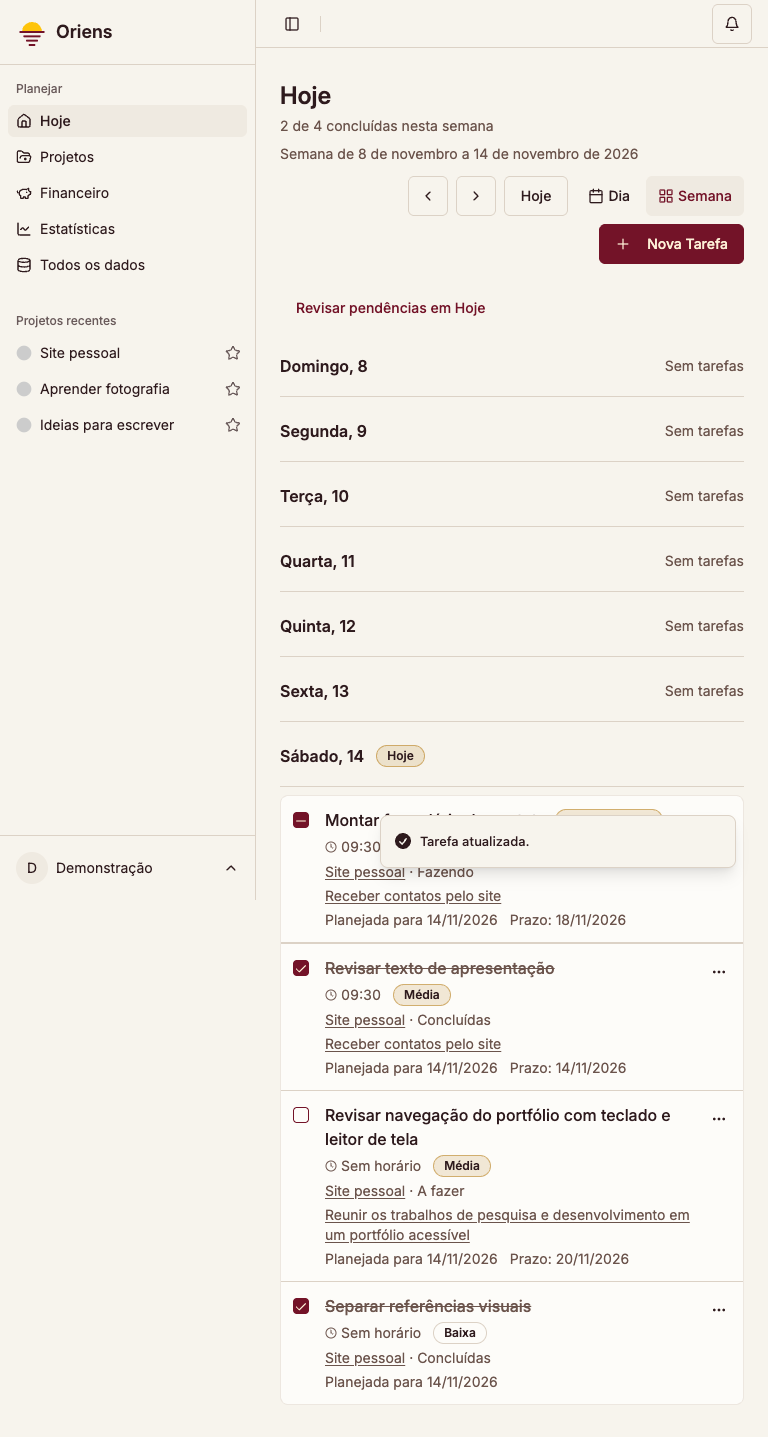 Oriens
Planejar
Hoje
Projetos
Financeiro
Estatísticas
Todos os dados
Projetos recentes
Site pessoal
Aprender fotografia
Ideias para escrever
D Demonstração
Hoje
2 de 4 concluídas nesta semana
Semana de 8 de novembro a 14 de novembro de 2026
Hoje Dia Semana
Nova Tarefa
Revisar pendências em Hoje
Domingo, 8 Sem tarefas
Segunda, 9 Sem tarefas
Terça, 10 Sem tarefas
Quarta, 11 Sem tarefas
Quinta, 12 Sem tarefas
Sexta, 13 Sem tarefas
Sábado, 14 Hoje
Montar
09:30
Tarefa atualizada.
Site pessoal · Fazendo
Receber contatos pelo site
Planejada para 14/11/2026 Prazo: 18/11/2026
Revisar texto de apresentação
09:30 Média
Site pessoal · Concluídas
Receber contatos pelo site
Planejada para 14/11/2026 Prazo: 14/11/2026
Revisar navegação do portfólio com teclado e
leitor de tela
Sem horário Média
Site pessoal · A fazer
Reunir os trabalhos de pesquisa e desenvolvimento em
um portfólio acessível
Planejada para 14/11/2026 Prazo: 20/11/2026
Separar referências visuais
Sem horário Baixa
Site pessoal · Concluídas
Planejada para 14/11/2026